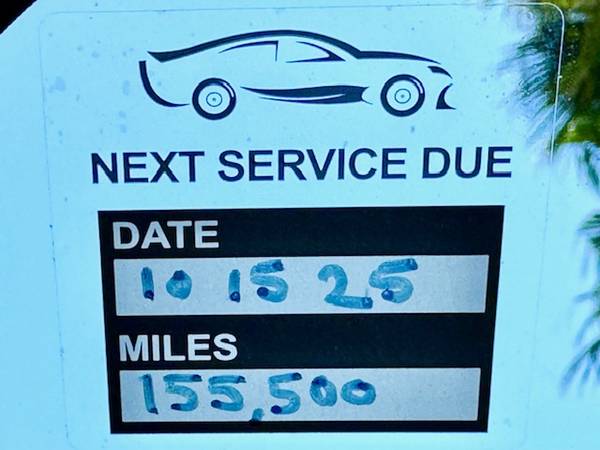 NEXT SERVICE DUE
DATE
10 15 25
MILES
155,500